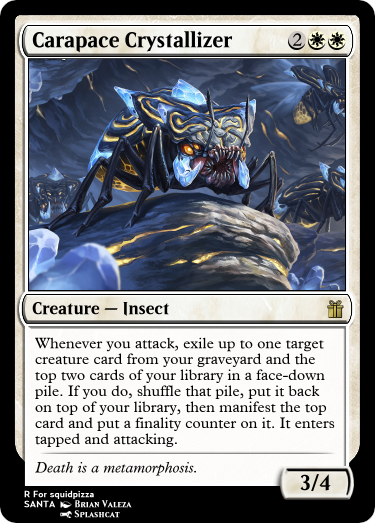 Carapace Crystallizer 2
Creature — Insect
Whenever you attack, exile up to one target
creature card from your graveyard and the
top two cards of your library in a face-down
pile. If you do, shuffle that pile, put it back
on top of your library, then manifest the top
card and put a finality counter on it. It enters
tapped and attacking.
Death is a metamorphosis.
3/4
R For squidpizza
SANTA Brian Valeza
Splashcat